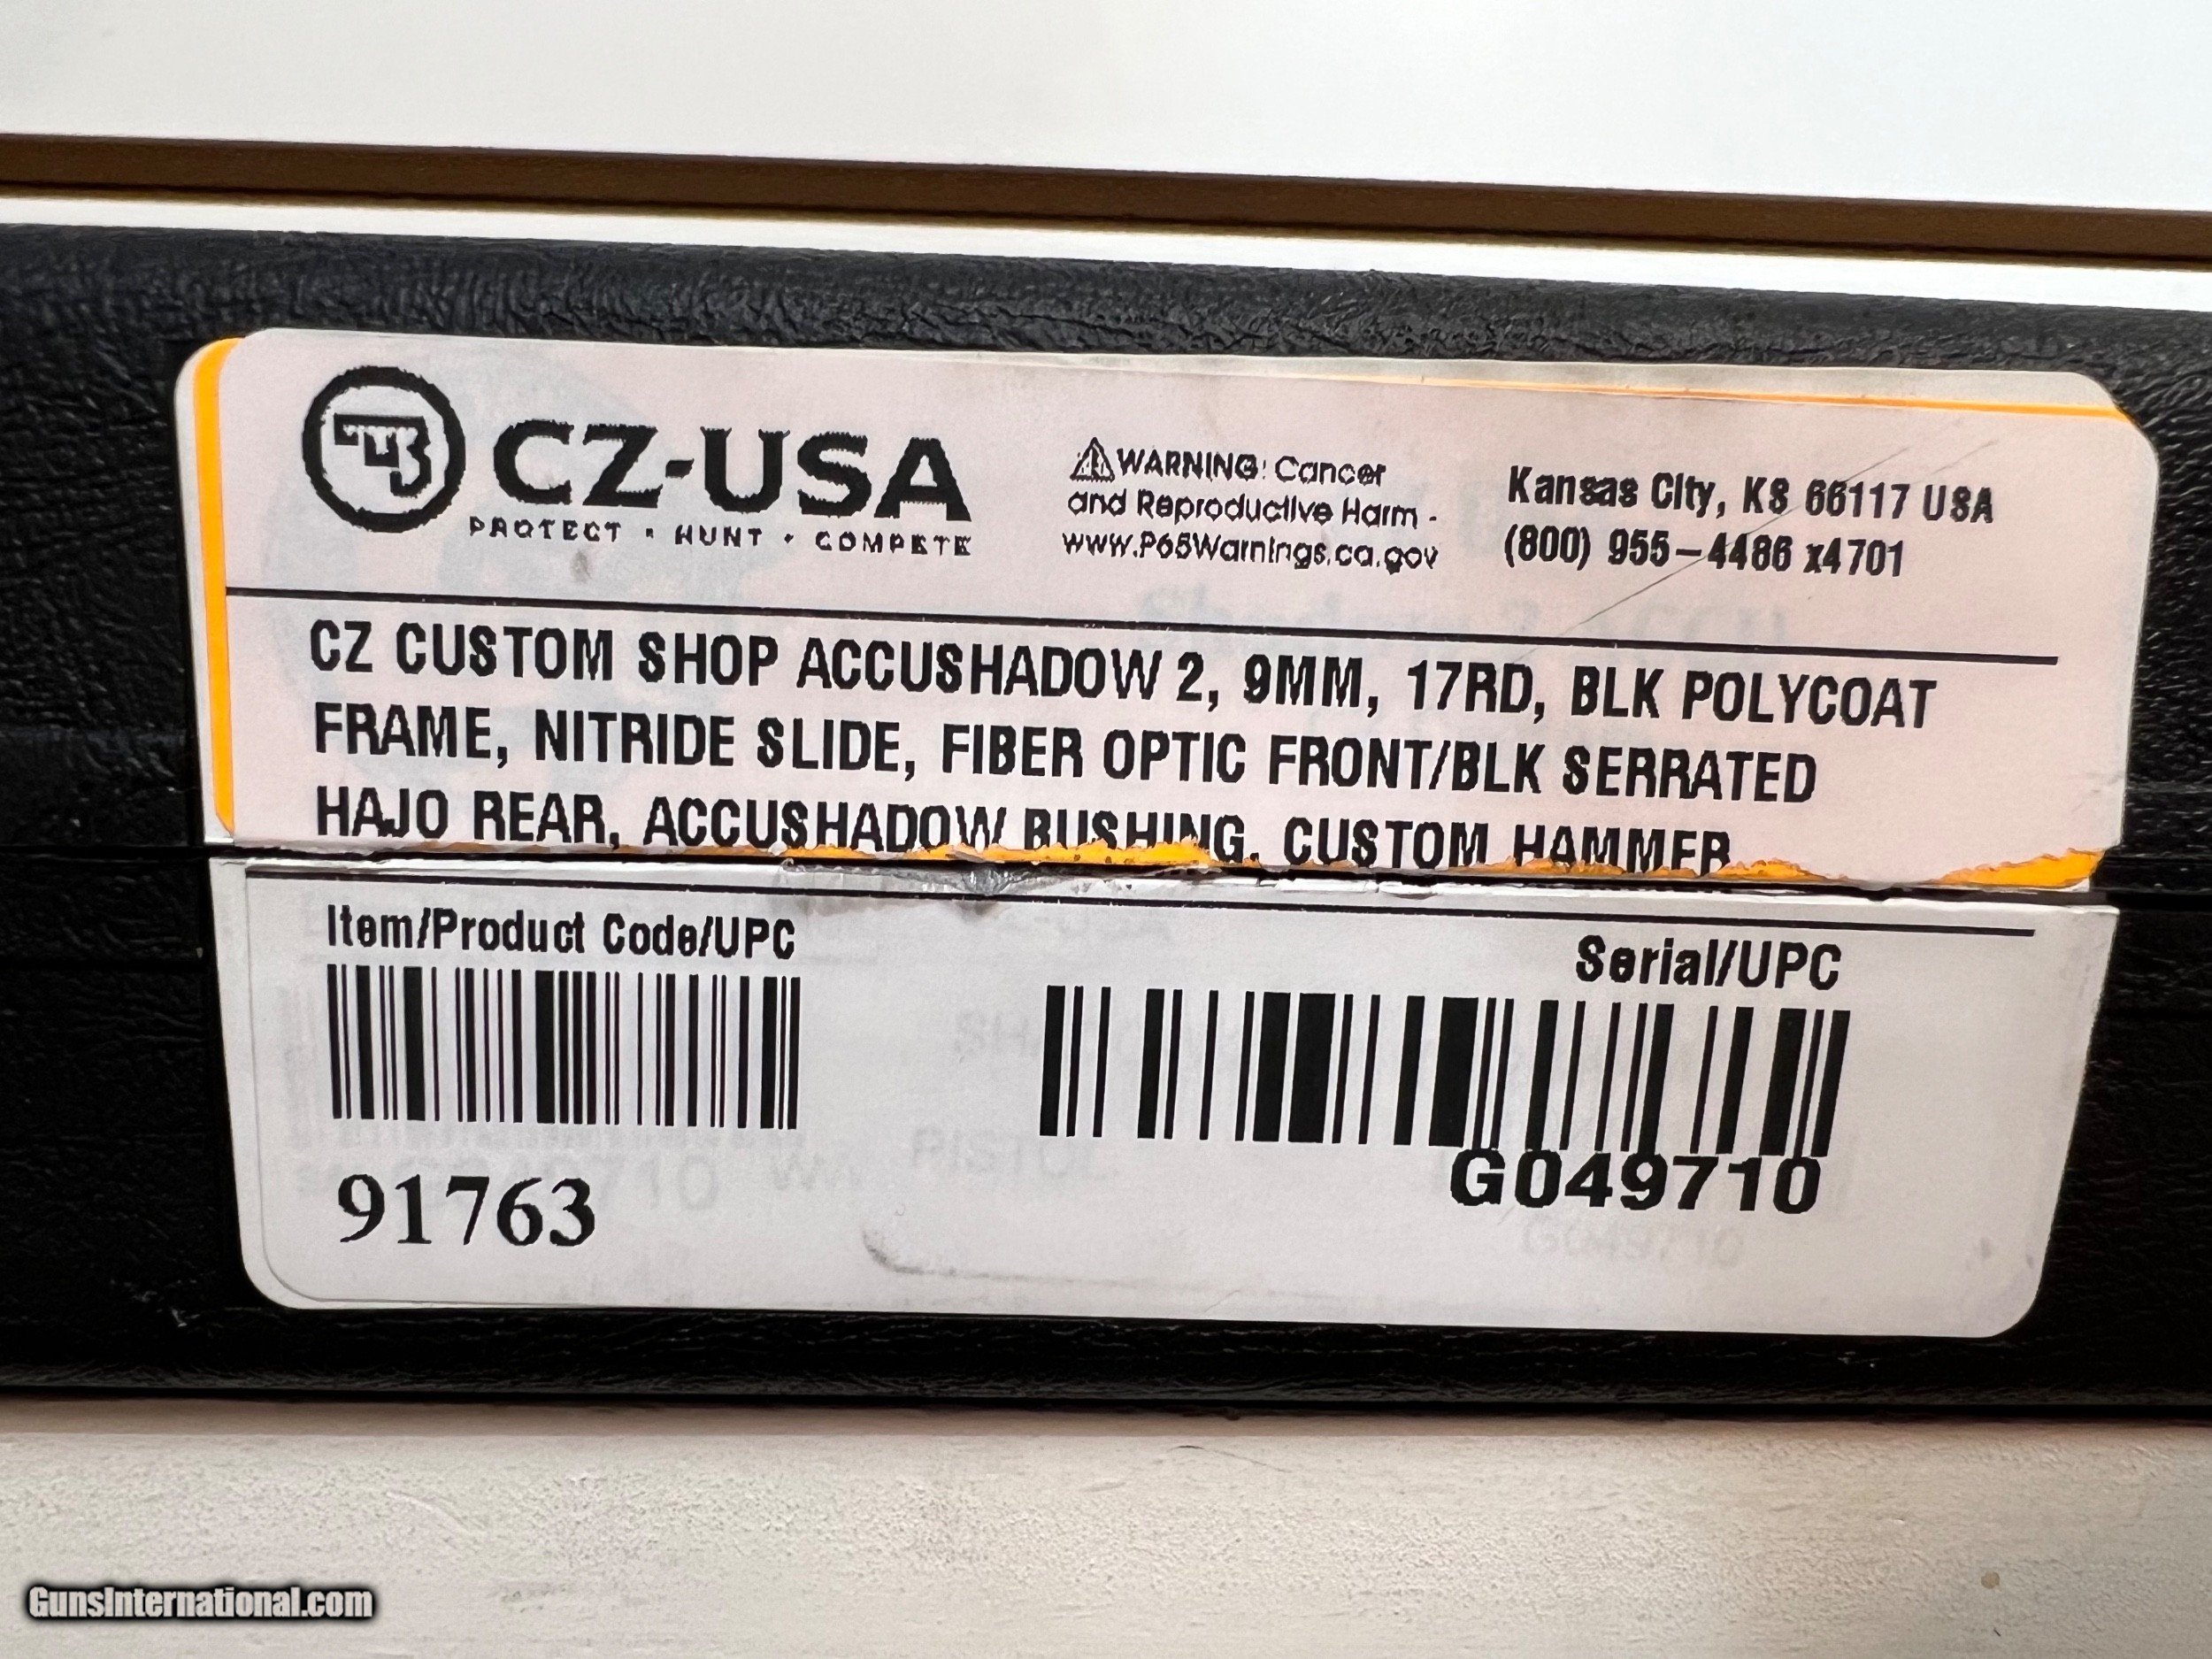 CZ-USA
PROTECT · HUNT · COMPETE
WARNING: Cancer
and Reproductive Harm -
www.P65Warnings.ca.gov
Kansas City, KS 66117 USA
(800) 955-4486 x4701
CZ CUSTOM SHOP ACCUSHADOW 2, 9MM, 17RD, BLK POLYCOAT
FRAME, NITRIDE SLIDE, FIBER OPTIC FRONT/BLK SERRATED
HAJO REAR, ACCUSHADOW BUSHING, CUSTOM HAMMER
Item/Product Code/UPC
91763
Serial/UPC
G049710
G049710
GunsInternational.com